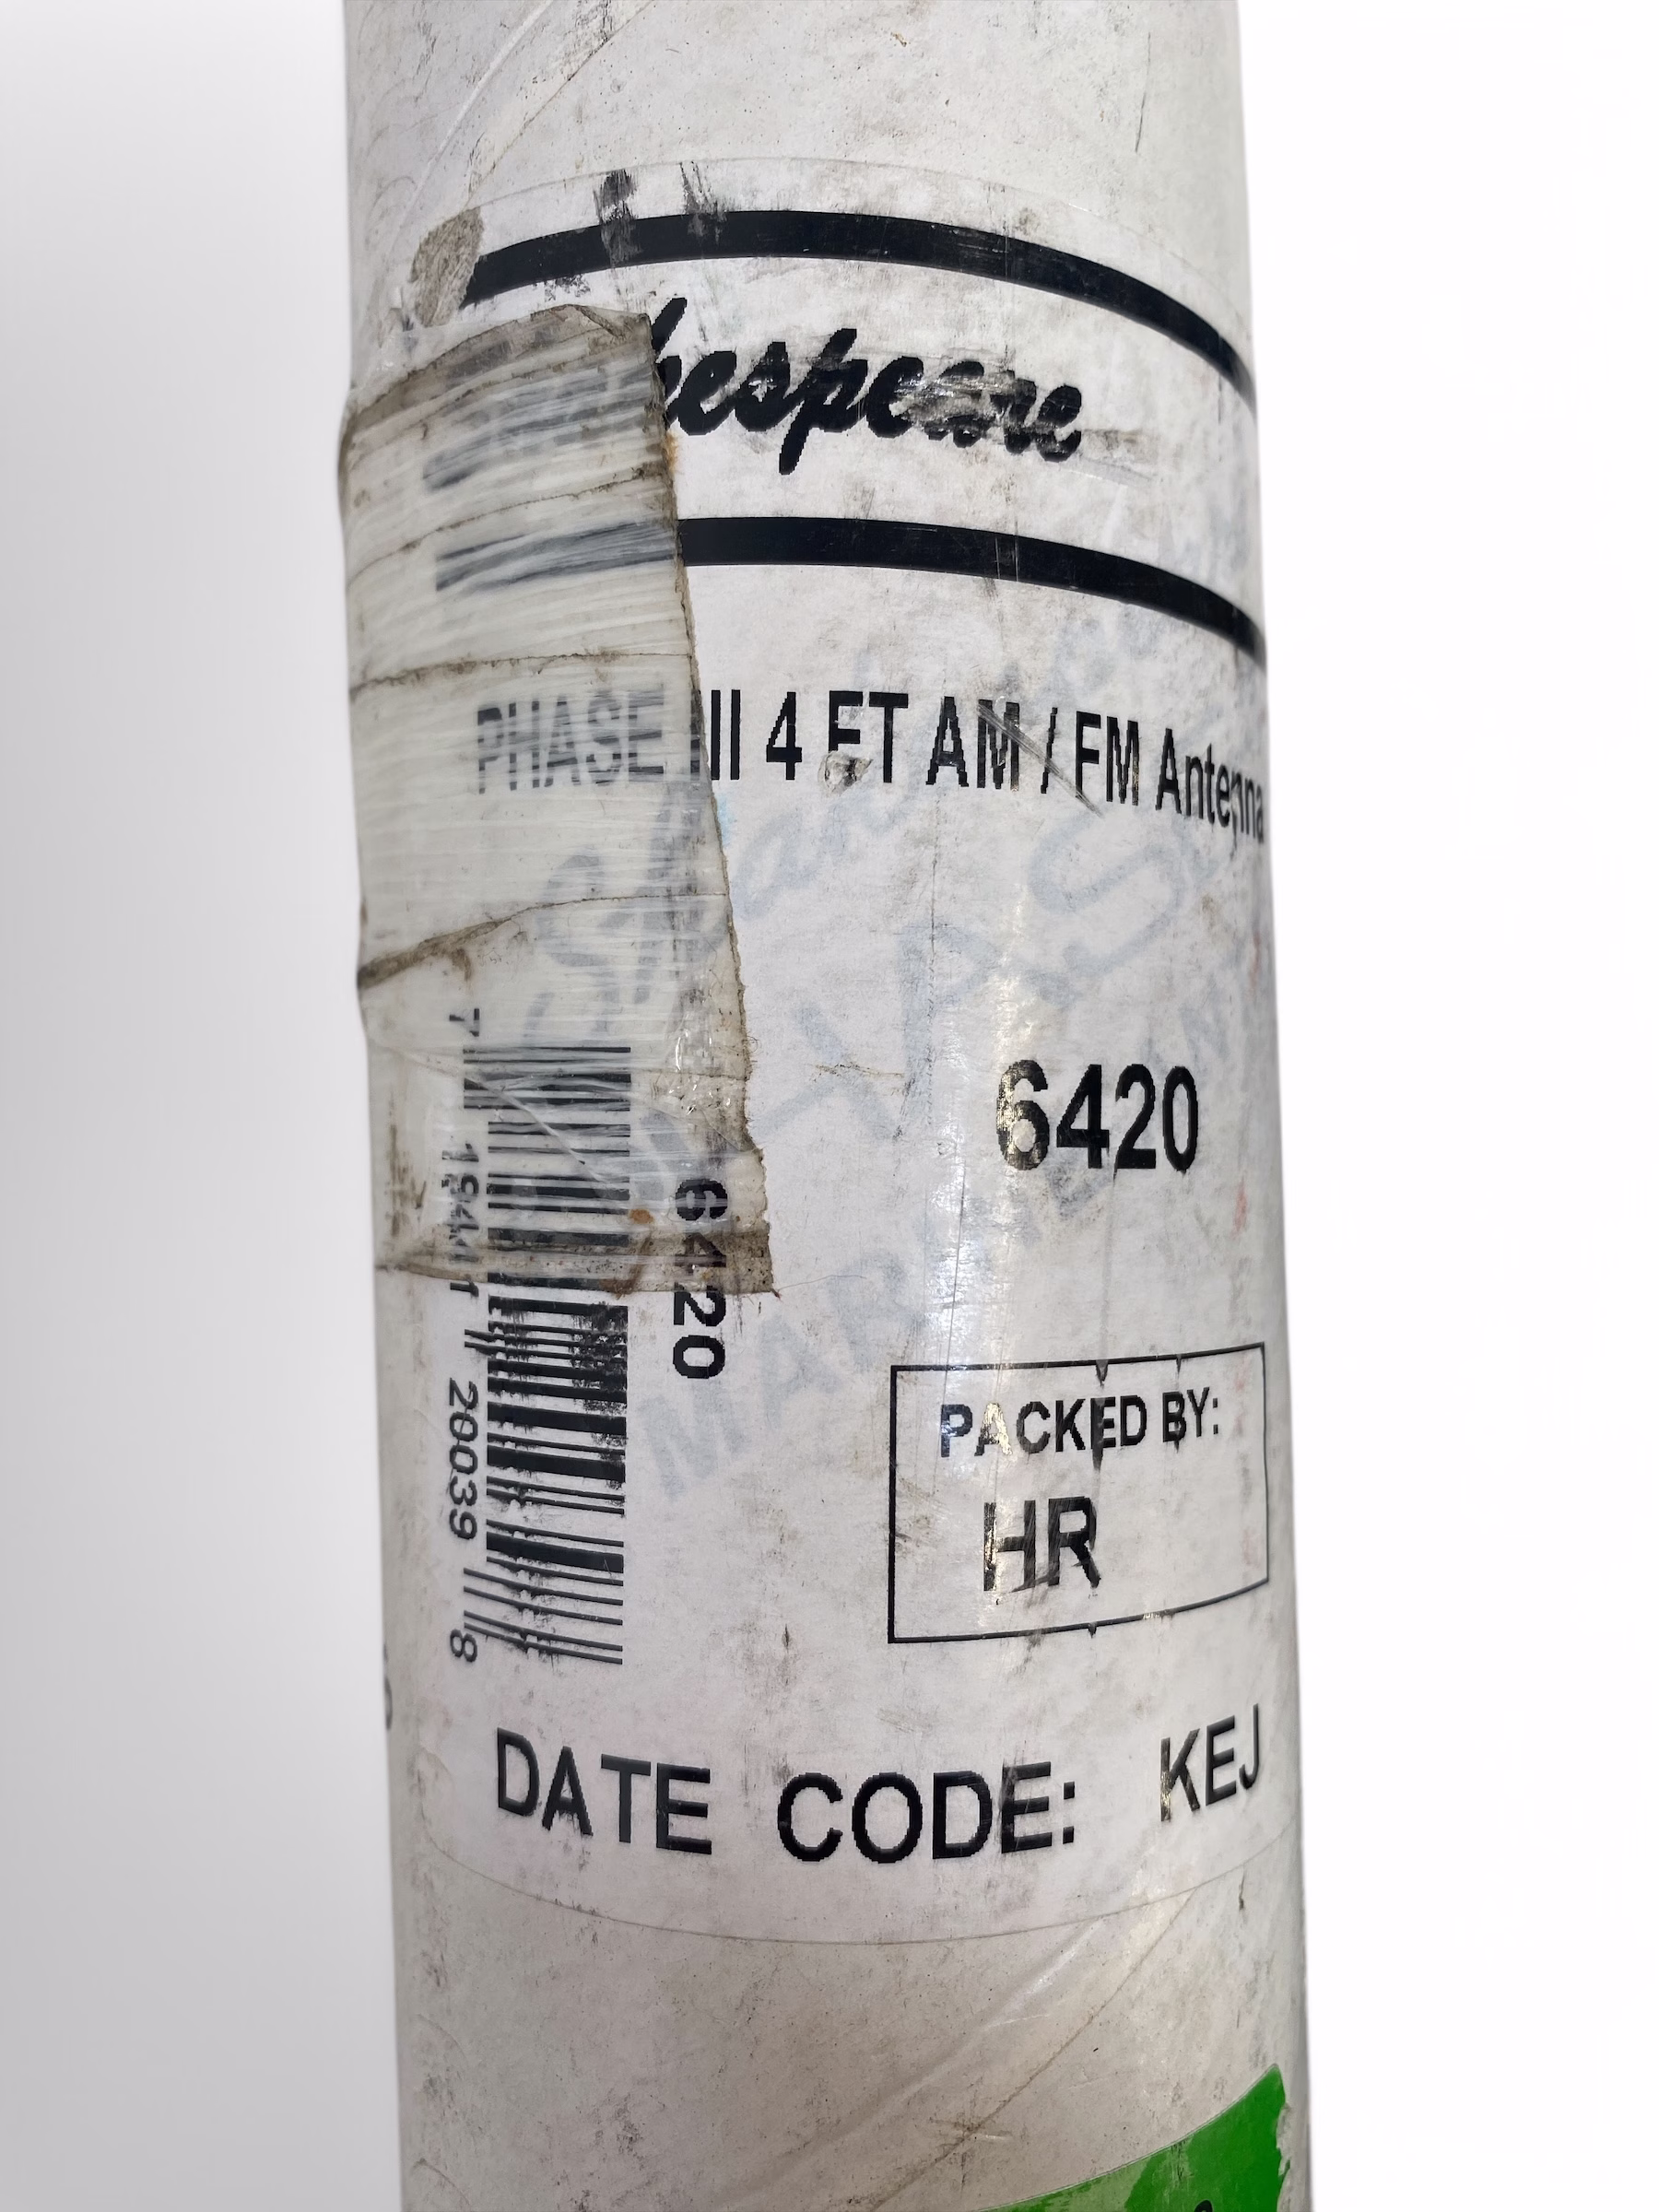 Shakespeare
PHASE III 4 FT AM / FM Antenna
6420
7 19441 20039 8
6420
PACKED BY:
HR
DATE CODE: KEJ